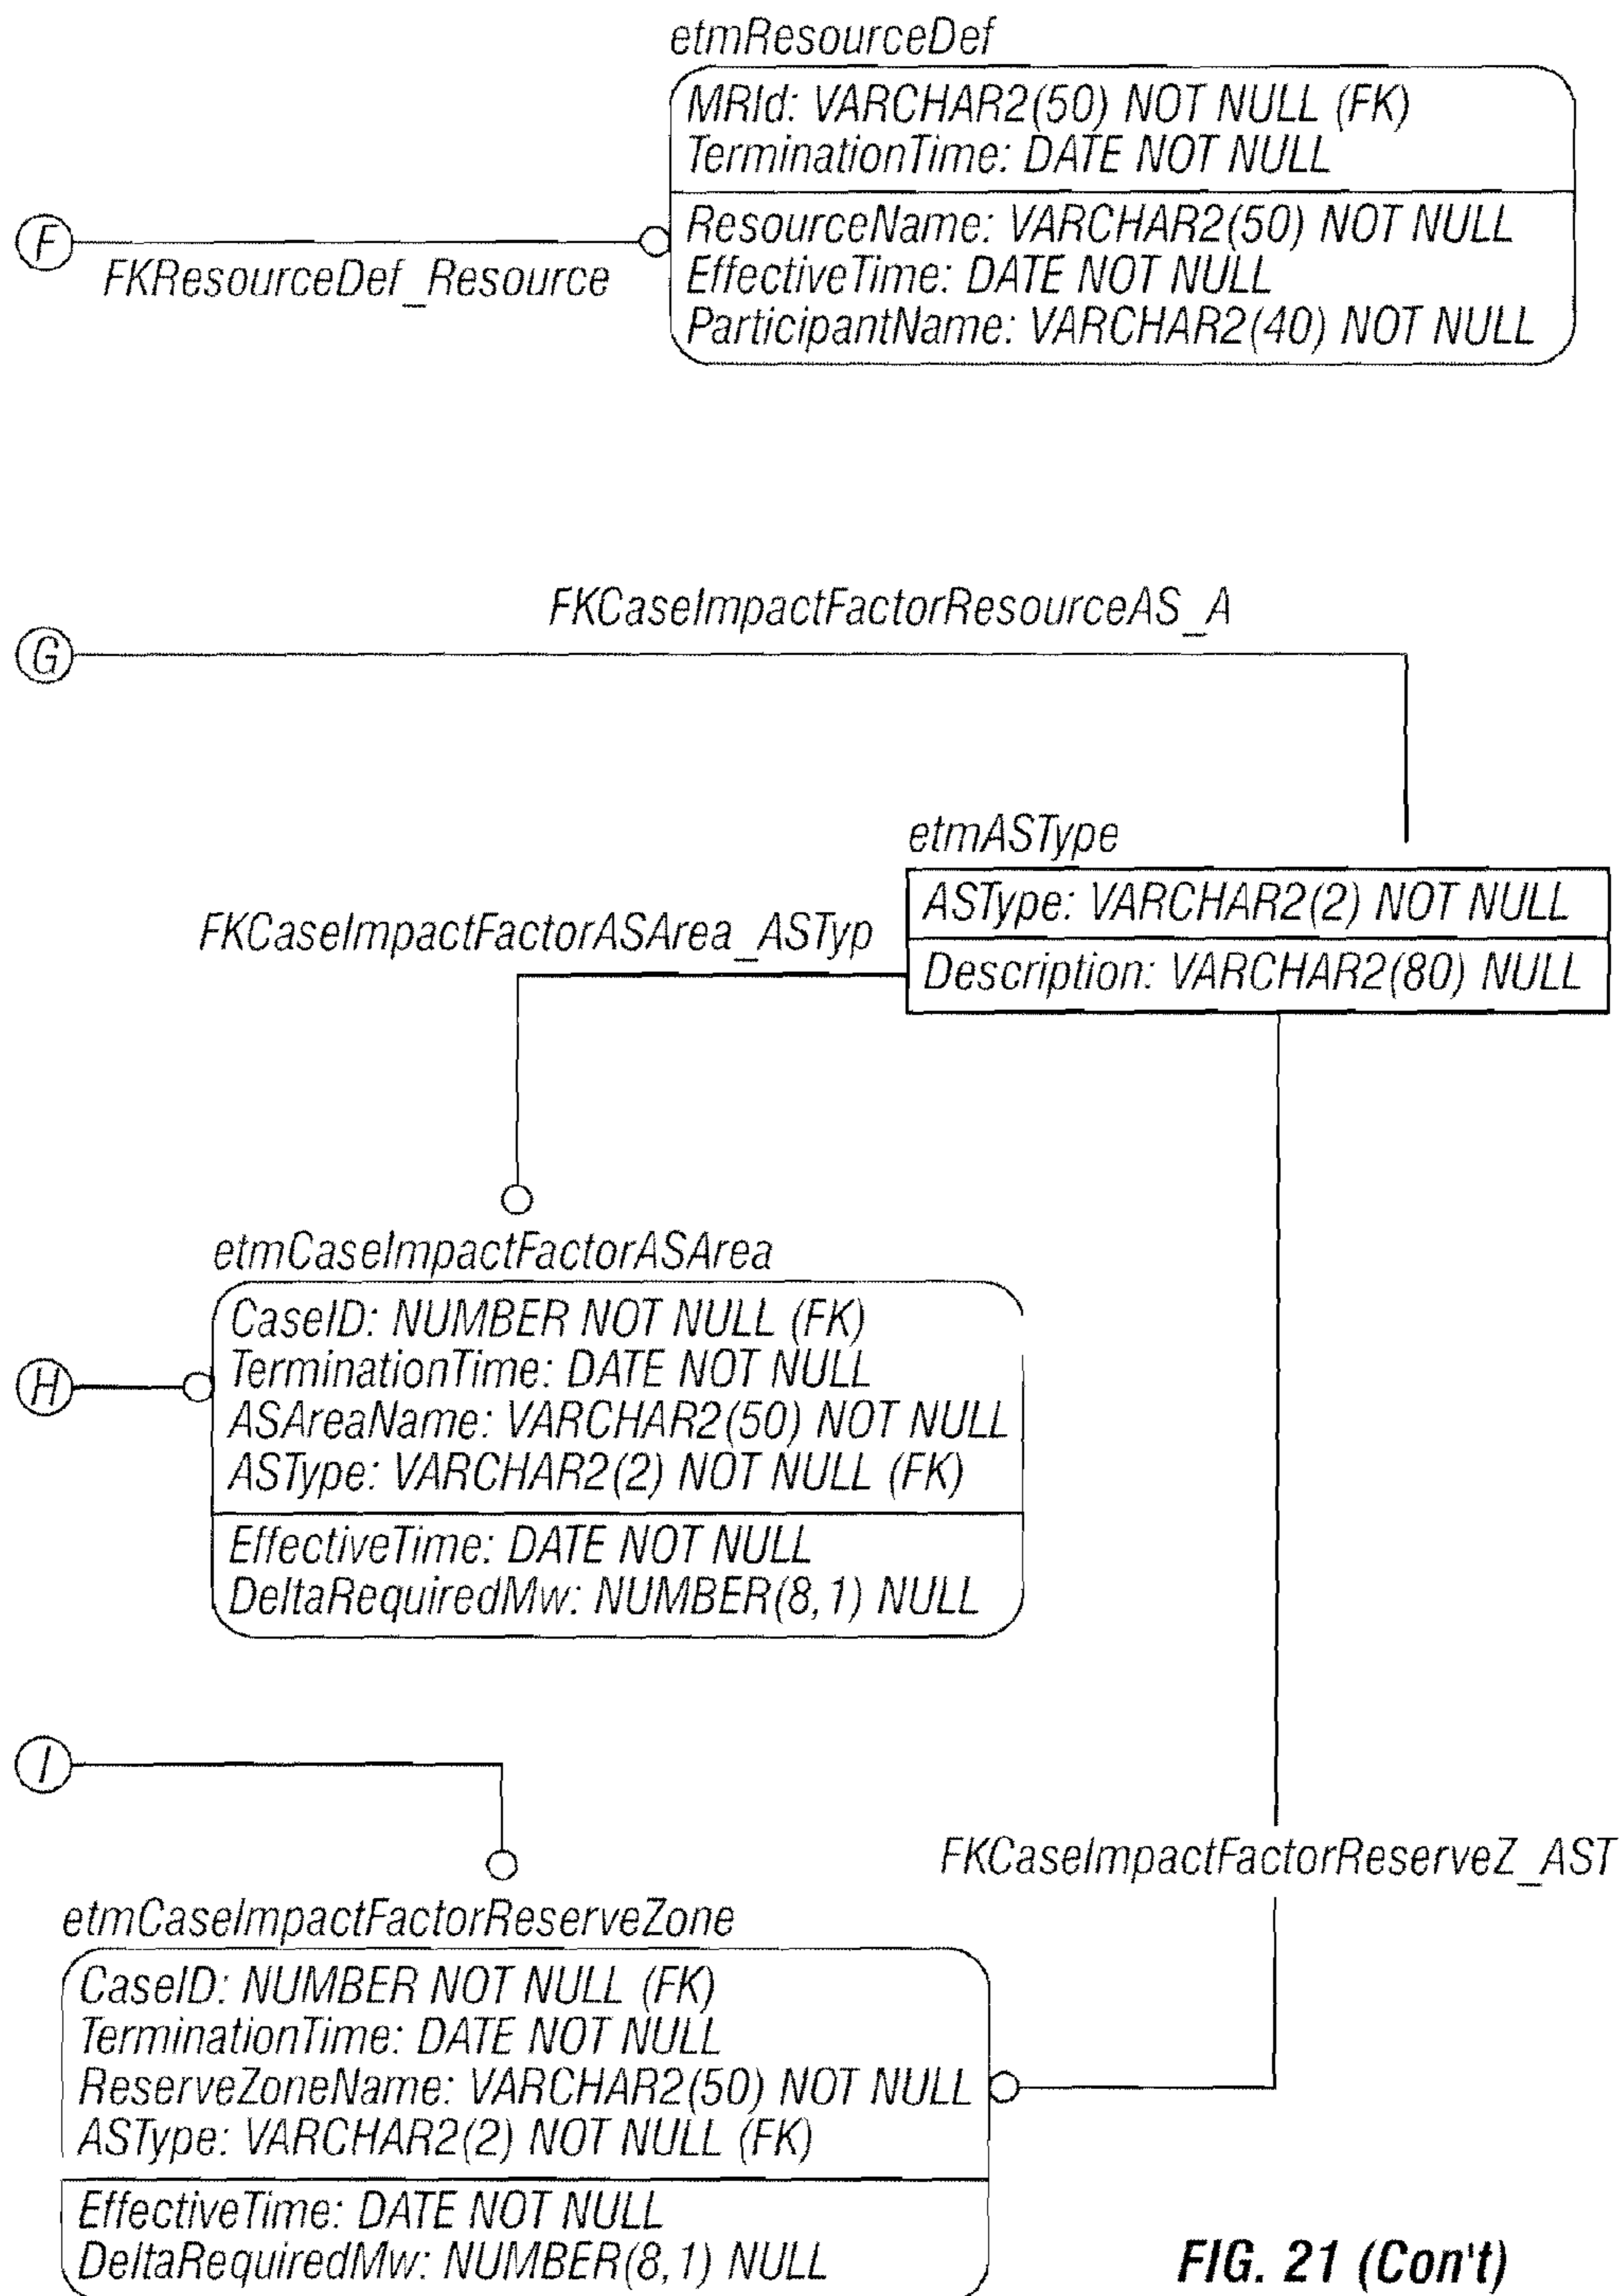 etmResourceDef
MRId: VARCHAR2(50) NOT NULL (FK)
TerminationTime: DATE NOT NULL
ResourceName: VARCHAR2(50) NOT NULL
EffectiveTime: DATE NOT NULL
ParticipantName: VARCHAR2(40) NOT NULL
F
FKResourceDef_Resource
FKCaseImpactFactorResourceAS_A
G
etmASType
ASType: VARCHAR2(2) NOT NULL
Description: VARCHAR2(80) NULL
FKCaseImpactFactorASArea_ASTyp
etmCaseImpactFactorASArea
CaseID: NUMBER NOT NULL (FK)
TerminationTime: DATE NOT NULL
ASAreaName: VARCHAR2(50) NOT NULL
ASType: VARCHAR2(2) NOT NULL (FK)
EffectiveTime: DATE NOT NULL
DeltaRequiredMw: NUMBER(8,1) NULL
H
I
FKCaseImpactFactorReserveZ_AST
etmCaseImpactFactorReserveZone
CaseID: NUMBER NOT NULL (FK)
TerminationTime: DATE NOT NULL
ReserveZoneName: VARCHAR2(50) NOT NULL
ASType: VARCHAR2(2) NOT NULL (FK)
EffectiveTime: DATE NOT NULL
DeltaRequiredMw: NUMBER(8,1) NULL
FIG. 21 (Con't)